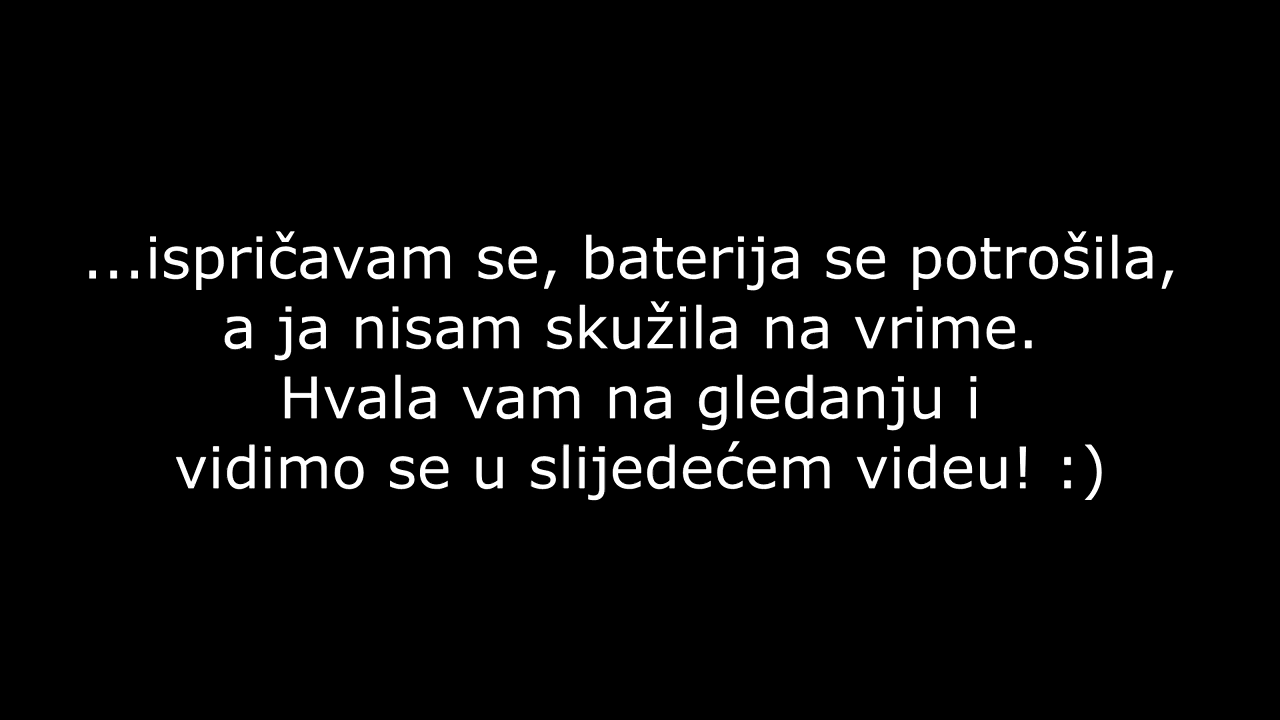 ...ispričavam se, baterija se potrošila,
a ja nisam skužila na vrime.
Hvala vam na gledanju i
vidimo se u slijedećem videu! :)